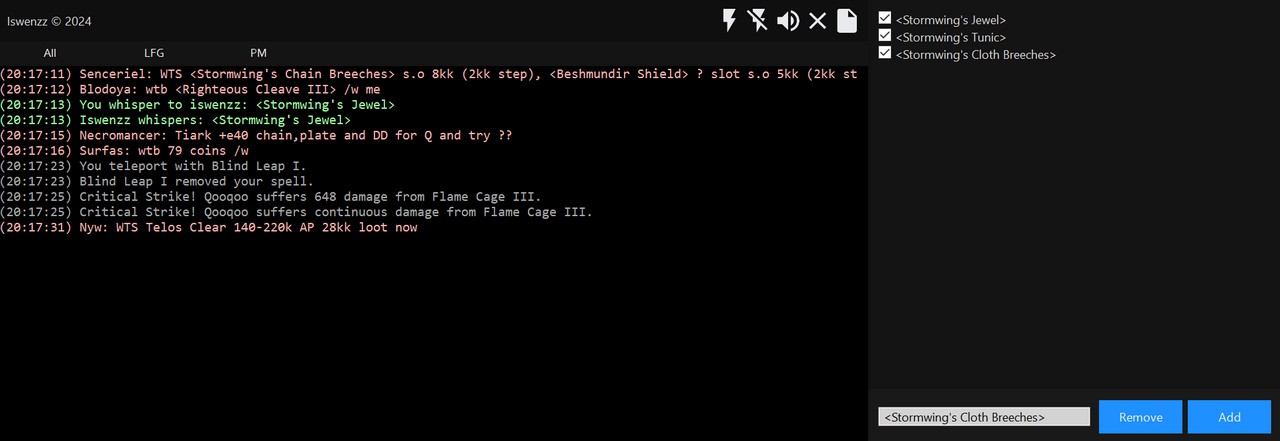 Iswenzz © 2024
All LFG PM
(20:17:11) Senceriel: WTS <Stormwing's Chain Breeches> s.o 8kk (2kk step), <Beshmundir Shield> ? slot s.o 5kk (2kk st
(20:17:12) Blodoya: wtb <Righteous Cleave III> /w me
(20:17:13) You whisper to iswenzz: <Stormwing's Jewel>
(20:17:13) Iswenzz whispers: <Stormwing's Jewel>
(20:17:15) Necromancer: Tiark +e40 chain,plate and DD for Q and try ??
(20:17:16) Surfas: wtb 79 coins /w
(20:17:23) You teleport with Blind Leap I.
(20:17:23) Blind Leap I removed your spell.
(20:17:25) Critical Strike! Qooqoo suffers 648 damage from Flame Cage III.
(20:17:25) Critical Strike! Qooqoo suffers continuous damage from Flame Cage III.
(20:17:31) Nyw: WTS Telos Clear 140-220k AP 28kk loot now
<Stormwing's Jewel>
<Stormwing's Tunic>
<Stormwing's Cloth Breeches>
<Stormwing's Cloth Breeches> Remove Add